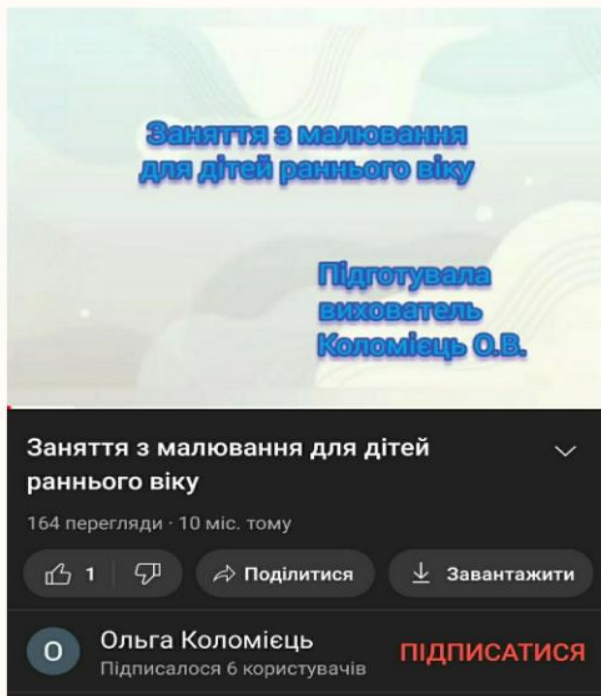 Заняття з малювання
для дітей раннього віку
Підготувала
вихователь
Коломієць О.В.
Заняття з малювання для дітей
раннього віку
164 перегляди · 10 міс. тому
1 Поділитися Завантажити
О Ольга Коломієць ПІДПИСАТИСЯ
Підписалося 6 користувачів